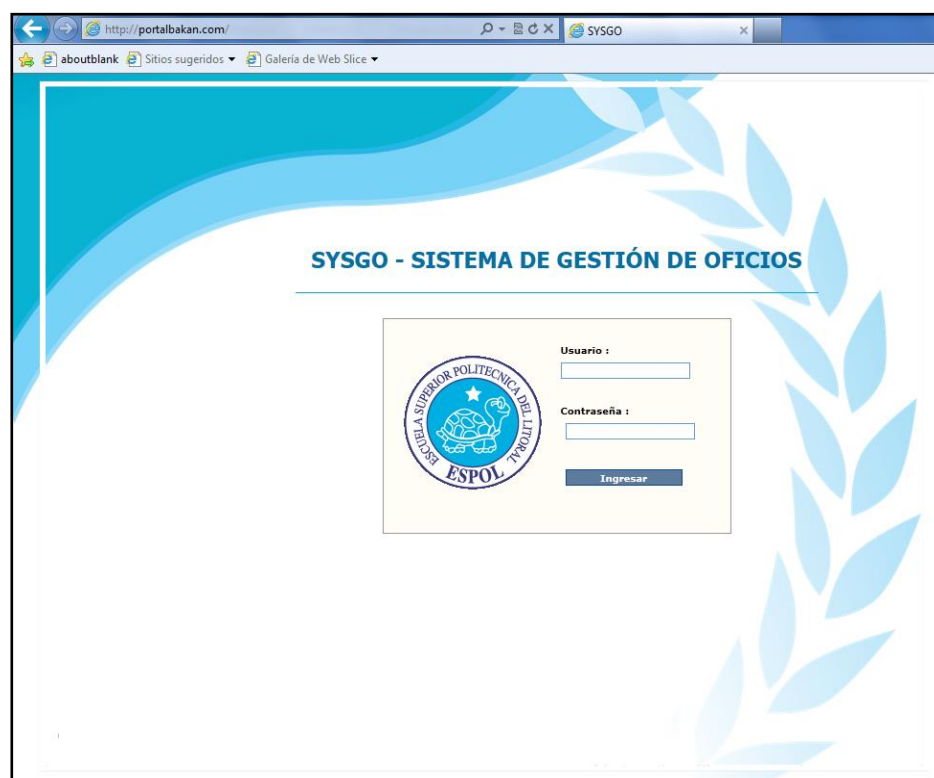 http://portalbakan.com/
SYSGO
aboutblank Sitios sugeridos Galería de Web Slice
SYSGO - SISTEMA DE GESTIÓN DE OFICIOS
Usuario :
ESCUELA SUPERIOR POLITECNICA DEL LITORAL
ESPOL
Contraseña :
Ingresar